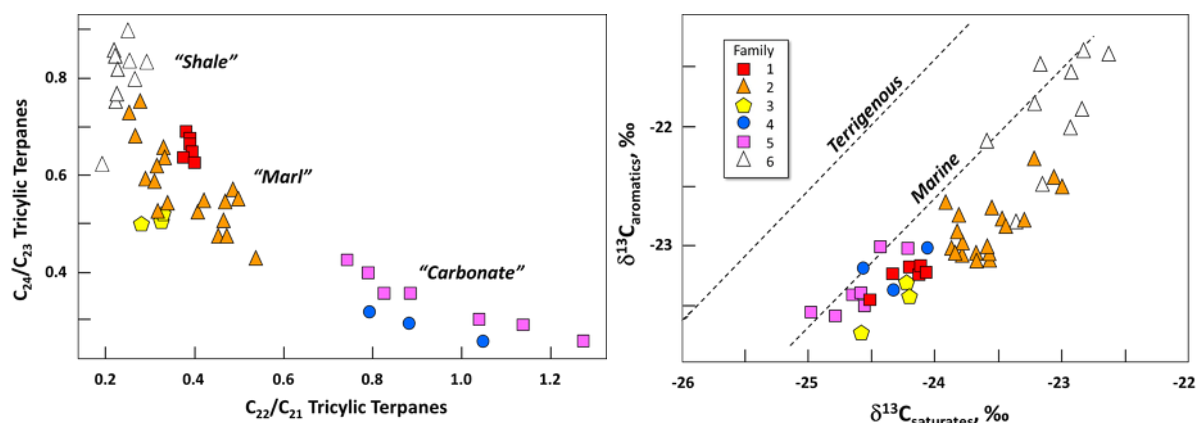 C₂₄/C₂₃ Tricylic Terpanes
0.8
0.6
0.4
“Shale”
“Marl”
“Carbonate”
0.2
0.4
0.6
0.8
1.0
1.2
C₂₂/C₂₁ Tricylic Terpanes
δ¹³Caromatics, ‰
-22
-23
Family
1
2
3
4
5
6
Terrigenous
Marine
-26
-25
-24
-23
-22
δ¹³Csaturates, ‰